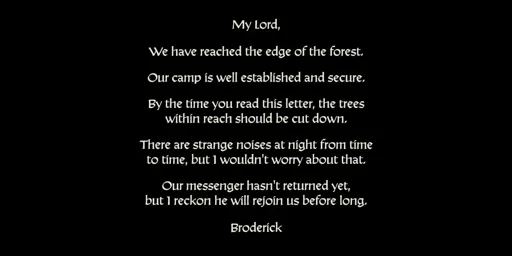 My Lord,
We have reached the edge of the forest.
Our camp is well established and secure.
By the time you read this letter, the trees
within reach should be cut down.
There are strange noises at night from time
to time, but I wouldn't worry about that.
Our messenger hasn't returned yet,
but I reckon he will rejoin us before long.
Broderick